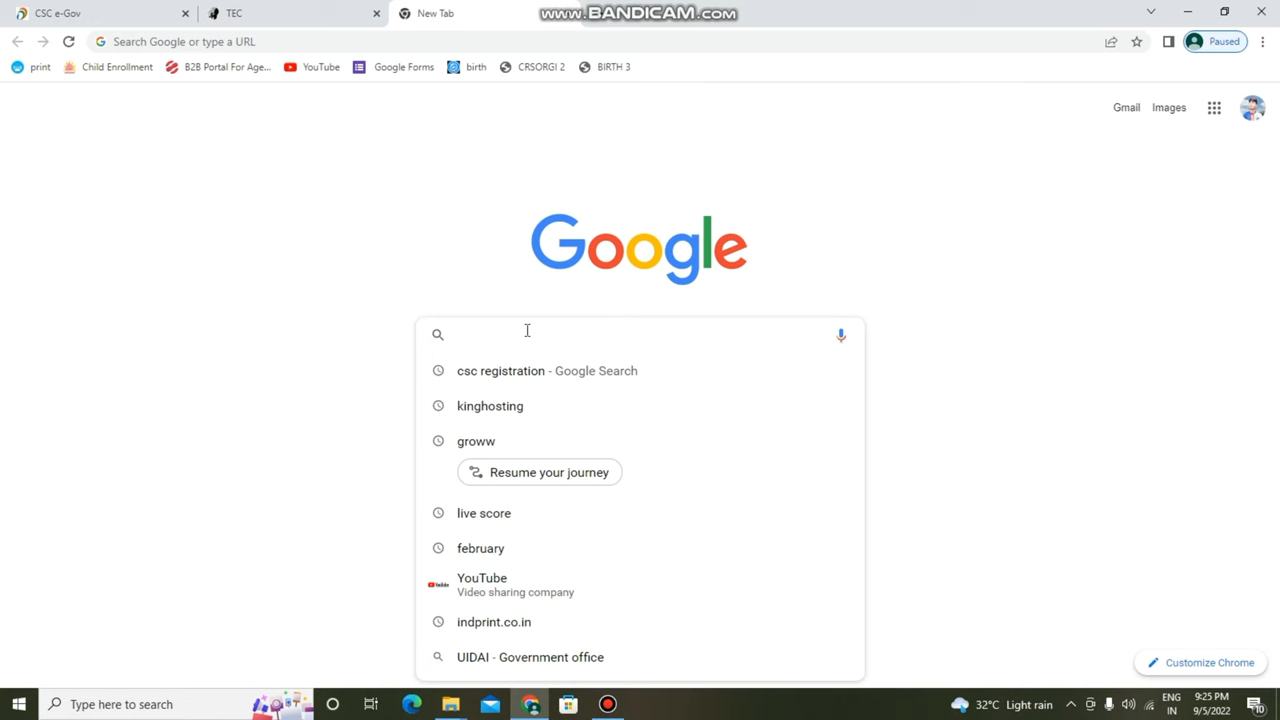 CSC e-Gov
TEC
New Tab
www.BANDICAM.com
Search Google or type a URL
Paused
print
Child Enrollment
B2B Portal For Age...
YouTube
Google Forms
birth
CRSORGI 2
BIRTH 3
Gmail
Images
Google
csc registration - Google Search
kinghosting
groww
Resume your journey
live score
february
YouTube
Video sharing company
indprint.co.in
UIDAI - Government office
Customize Chrome
Type here to search
32°C Light rain
ENG
IN
9:25 PM
9/5/2022
10